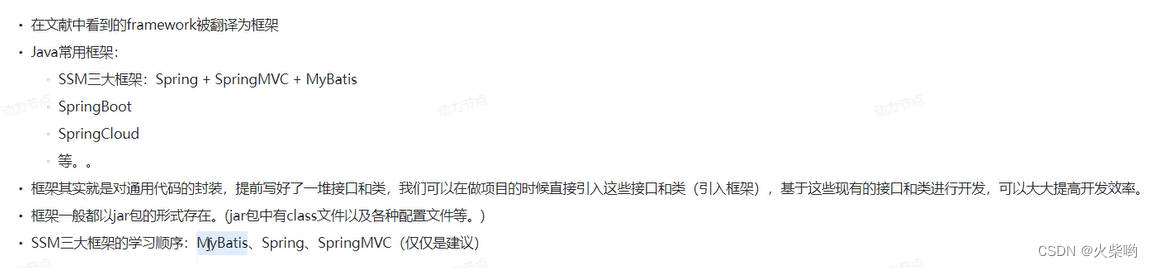 在文献中看到的framework被翻译为框架
Java常用框架：
SSM三大框架：Spring + SpringMVC + MyBatis
SpringBoot
SpringCloud
等。。
框架其实就是对通用代码的封装，提前写好了一堆接口和类，我们可以在做项目的时候直接引入这些接口和类（引入框架），基于这些现有的接口和类进行开发，可以大大提高开发效率。
框架一般都以jar包的形式存在。(jar包中有class文件以及各种配置文件等。)
SSM三大框架的学习顺序：MyBatis、Spring、SpringMVC（仅仅是建议）
动力节点
动力节点
动力节点
CSDN @火柴哟